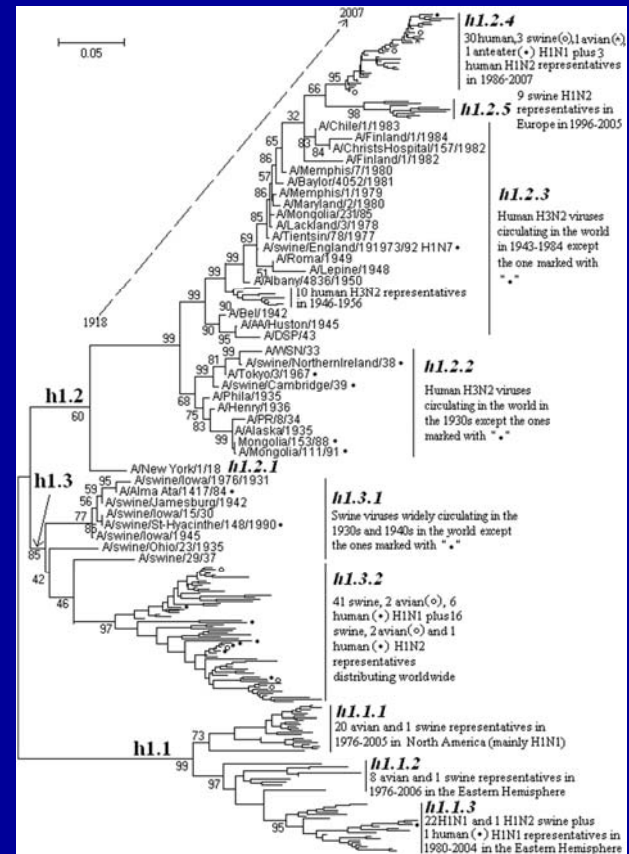 2007
0.05
h1.2.4
30 human, 3 swine(○), 1 avian(☆),
1 anteater (•) H1N1 plus 3
human H1N2 representatives
in 1986-2007
95
66
98
h1.2.5
9 swine H1N2
representatives in
Europe in 1996-2005
32
A/Chile/1/1983
A/Finland/1/1984
83
84
A/ChristsHospital/157/1982
A/Finland/1/1982
65
A/Memphis/7/1980
86
A/Baylor/4052/1981
57
A/Memphis/1/1979
86
A/Maryland/2/1980
A/Mongolia/231/85
85
A/Lackland/3/1978
A/Tientsin/78/1977
69
A/swine/England/191973/92 H1N7 •
A/Roma/1949
99
51
A/Lepine/1948
A/Albany/4836/1950
99
90
10 human H3N2 representatives
in 1946-1956
h1.2.3
Human H3N2 viruses
circulating in the world
in 1943-1984 except
the one marked with
"•"
1918
99
A/Bel/1942
90
A/AA/Huston/1945
95
A/DSP/43
99
A/WSN/33
99
A/swine/NorthernIreland/38 •
81
A/Tokyo/3/1967 •
99
A/swine/Cambridge/39 •
68
A/Phila/1935
75
A/Henry/1936
83
A/PR/8/34
A/Alaska/1935
99
Mongolia/153/88 •
A/Mongolia/111/91 •
h1.2.2
Human H3N2 viruses
circulating in the world in
the 1930s except the ones
marked with "•"
h1.2
60
A/New York/1/18
h1.2.1
h1.3
A/swine/Iowa/1976/1931
95
59
A/Alma Ata/1417/84 •
56
A/swine/Jamesburg/1942
A/swine/Iowa/15/30
77
A/swine/St-Hyacinthe/148/1990 •
86
A/swine/Iowa/1945
85
A/swine/Ohio/23/1935
42
A/swine/29/37
46
97
h1.3.1
Swine viruses widely circulating in the
1930s and 1940s in the world except
the ones marked with "•"
h1.3.2
41 swine, 2 avian(○), 6
human (•) H1N1 plus16
swine, 2avian(○) and 1
human (•) H1N2
representatives
distributing worldwide
h1.1
73
99
97
95
h1.1.1
20 avian and 1 swine representatives in
1976-2005 in North America (mainly H1N1)
h1.1.2
8 avian and 1 swine representatives in
1976-2006 in the Eastern Hemisphere
h1.1.3
22H1N1 and 1 H1N2 swine plus
1 human (•) H1N1 representatives in
1980-2004 in the Eastern Hemisphere